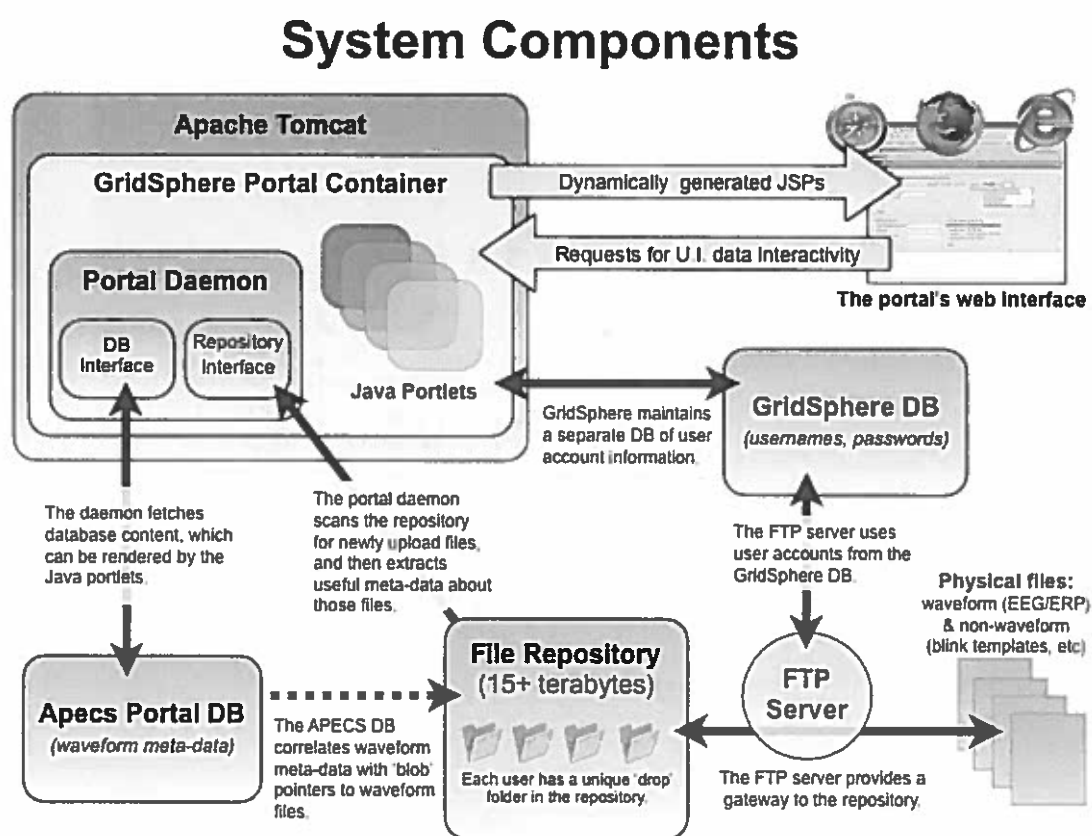 System Components
Apache Tomcat
GridSphere Portal Container
Portal Daemon
DB
Interface
Repository
Interface
Java Portlets
Dynamically generated JSPs
Requests for U.I. data Interactivity
The portal's web interface
GridSphere maintains
a separate DB of user
account information.
GridSphere DB
(usernames, passwords)
The daemon fetches
database content, which
can be rendered by the
Java portlets.
The portal daemon
scans the repository
for newly upload files,
and then extracts
useful meta-data about
those files.
The FTP server uses
user accounts from the
GridSphere DB.
Physical files:
waveform (EEG/ERP)
& non-waveform
(blink templates, etc)
Apecs Portal DB
(waveform meta-data)
The APECS DB
correlates waveform
meta-data with 'blob'
pointers to waveform
files.
File Repository
(15+ terabytes)
Each user has a unique 'drop'
folder in the repository.
FTP
Server
The FTP server provides a
gateway to the repository.